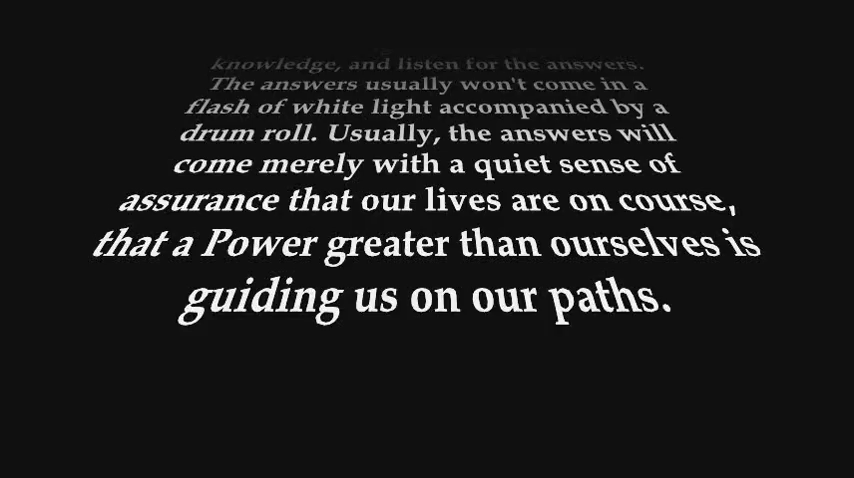 knowledge, and listen for the answers.
The answers usually won't come in a
flash of white light accompanied by a
drum roll. Usually, the answers will
come merely with a quiet sense of
assurance that our lives are on course,
that a Power greater than ourselves is
guiding us on our paths.